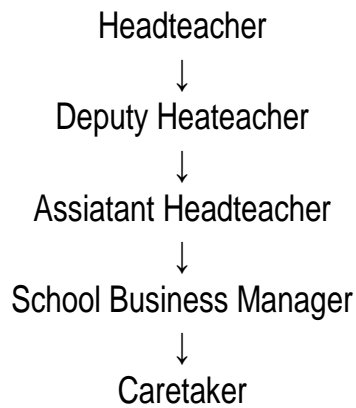 Headteacher
↓
Deputy Heateacher
↓
Assiatant Headteacher
↓
School Business Manager
↓
Caretaker